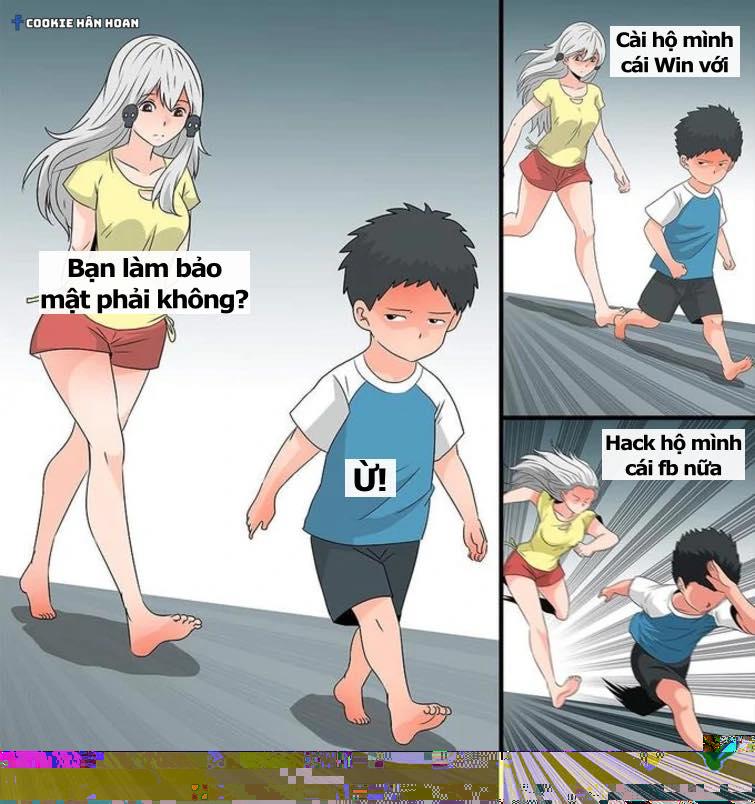 COOKIE HÂN HOAN
Bạn làm bảo
mật phải không?
Ừ!
Cài hộ mình
cái Win với
Hack hộ mình
cái fb nữa